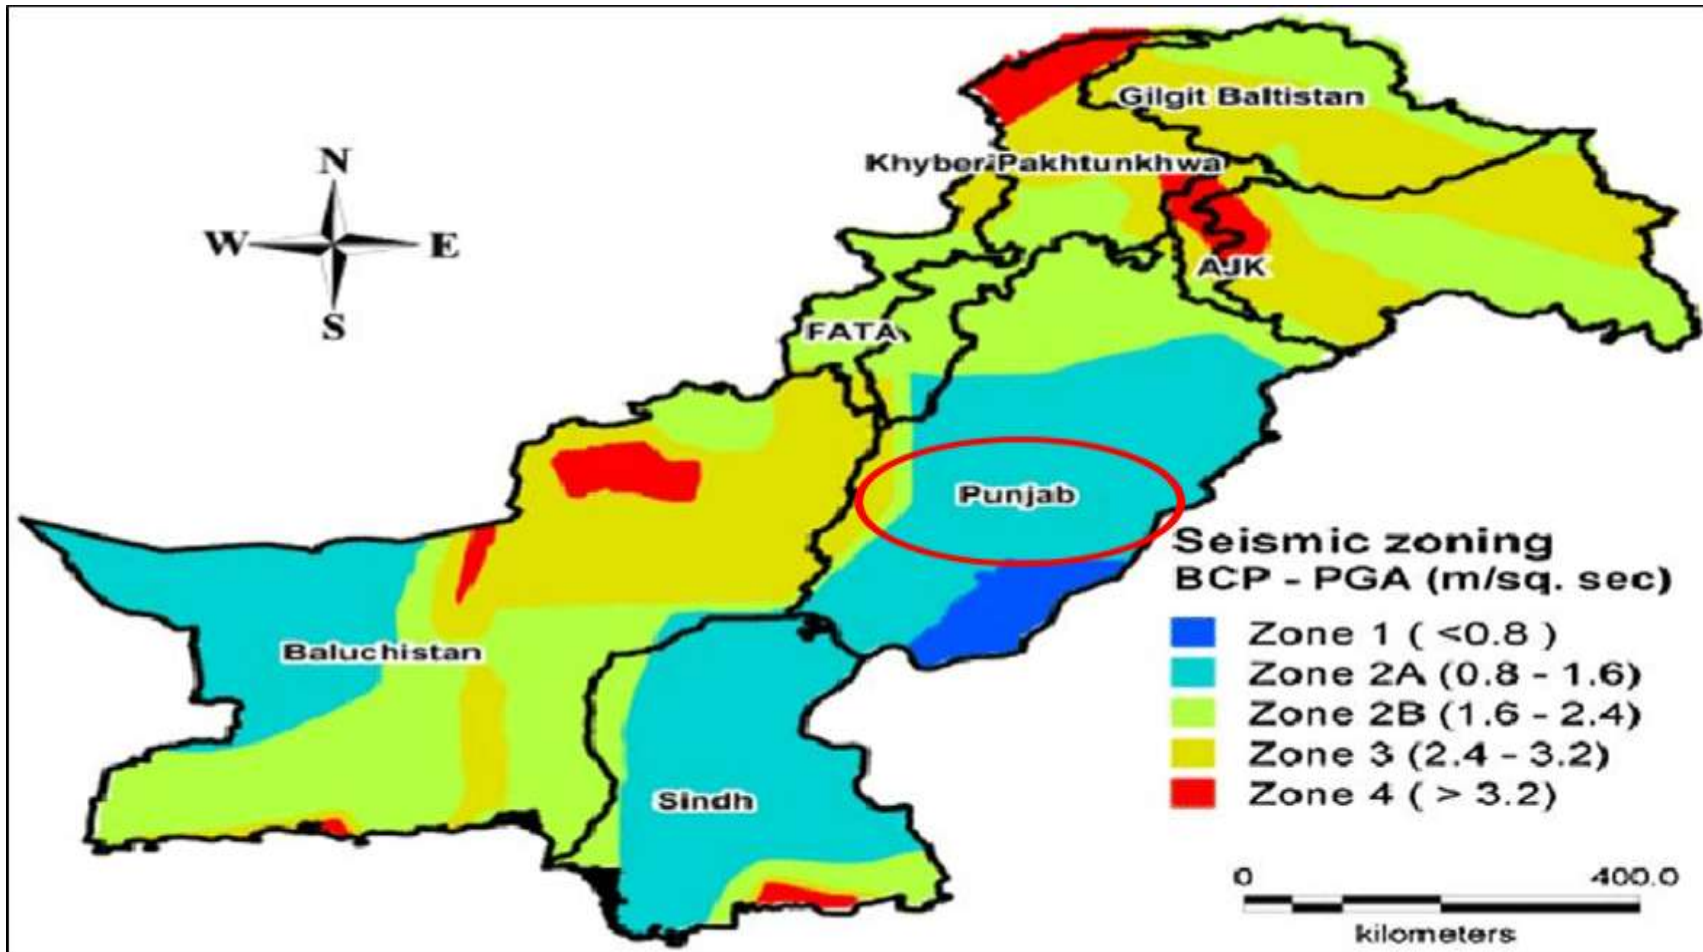 Gilgit Baltistan
Khyber Pakhtunkhwa
N
W E
S
AJK
FATA
Punjab
Seismic zoning
BCP - PGA (m/sq. sec)
Zone 1 ( <0.8 )
Zone 2A (0.8 - 1.6)
Zone 2B (1.6 - 2.4)
Zone 3 (2.4 - 3.2)
Zone 4 ( > 3.2)
Baluchistan
Sindh
0 400.0
kilometers